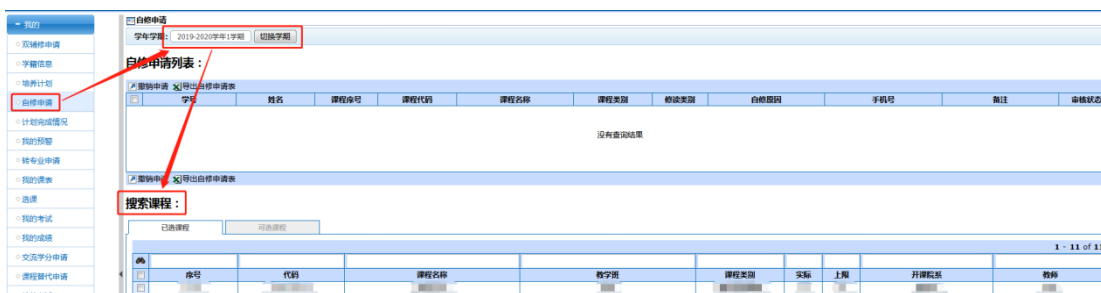 我的
双辅修申请
学籍信息
培养计划
自修申请
计划完成情况
我的预警
转专业申请
我的课表
选课
我的考试
我的成绩
交流学分申请
课程替代申请
自修申请
学年学期: 2019-2020学年1学期 切换学期
自修申请列表：
撤销申请 导出自修申请表
学号 姓名 课程序号 课程代码 课程名称 课程类别 修读类别 自修原因 手机号 备注 审核状态
没有查询结果
撤销申请 导出自修申请表
搜索课程：
已选课程 可选课程
1 - 11 of 11
序号 代码 课程名称 教学班 课程类别 实际 上限 开课院系 教师